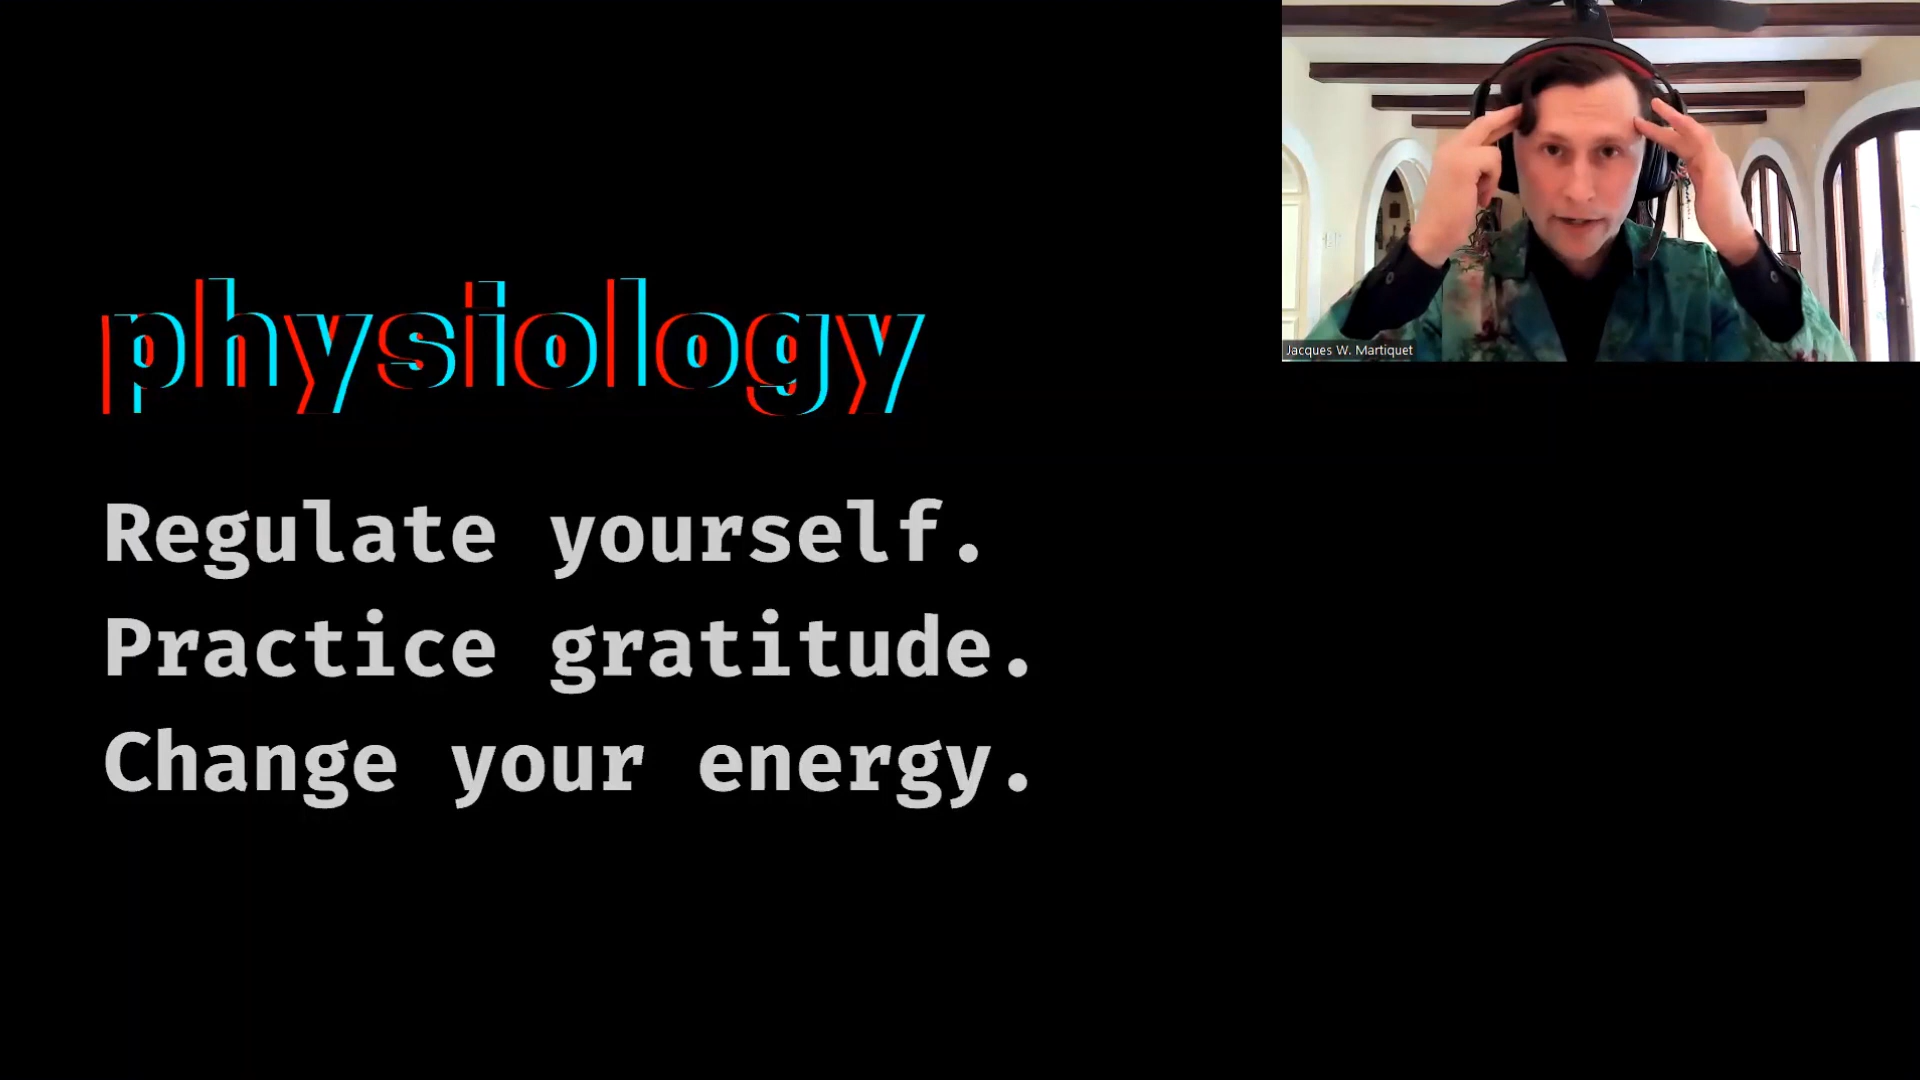 physiology
Regulate yourself.
Practice gratitude.
Change your energy.
Jacques W. Martiquet